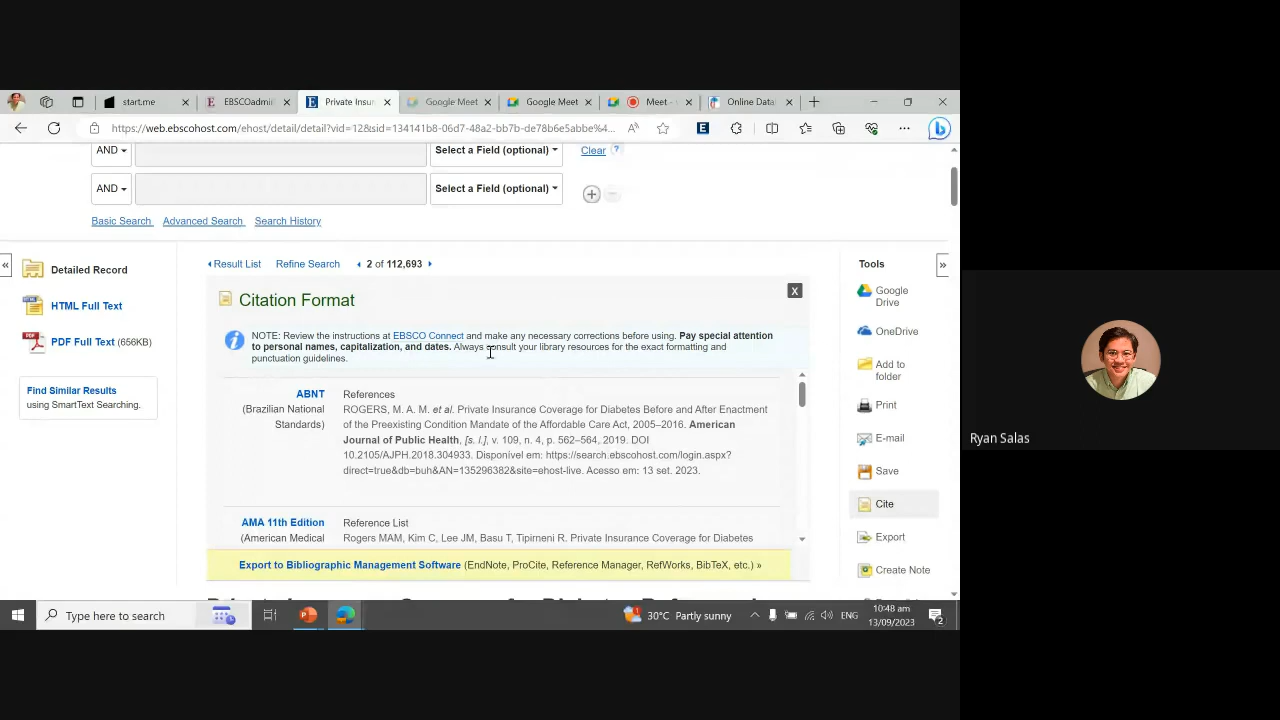 start.me
EBSCOadmin
Private Insur
Google Meet
Google Meet
Meet -
Online Data
https://web.ebscohost.com/ehost/detail/detail?vid=12&sid=134141b8-06d7-48a2-bb7b-de78b6e5abbe%4...
AND
Select a Field (optional)
Clear
?
AND
Select a Field (optional)
Basic Search
Advanced Search
Search History
Detailed Record
HTML Full Text
PDF Full Text (656KB)
Find Similar Results
using SmartText Searching.
Result List
Refine Search
2 of 112,693
Citation Format
X
NOTE: Review the instructions at EBSCO Connect and make any necessary corrections before using. Pay special attention
to personal names, capitalization, and dates. Always consult your library resources for the exact formatting and
punctuation guidelines.
ABNT
(Brazilian National
Standards)
References
ROGERS, M. A. M. et al. Private Insurance Coverage for Diabetes Before and After Enactment
of the Preexisting Condition Mandate of the Affordable Care Act, 2005–2016. American
Journal of Public Health, [s. l.], v. 109, n. 4, p. 562–564, 2019. DOI
10.2105/AJPH.2018.304933. Disponível em: https://search.ebscohost.com/login.aspx?
direct=true&db=buh&AN=135296382&site=ehost-live. Acesso em: 13 set. 2023.
AMA 11th Edition
(American Medical
Reference List
Rogers MAM, Kim C, Lee JM, Basu T, Tipirneni R. Private Insurance Coverage for Diabetes
Export to Bibliographic Management Software (EndNote, ProCite, Reference Manager, RefWorks, BibTeX, etc.) »
Tools
Google
Drive
OneDrive
Add to
folder
Print
E-mail
Save
Cite
Export
Create Note
Type here to search
30°C Partly sunny
ENG
10:48 am
13/09/2023
2
Ryan Salas